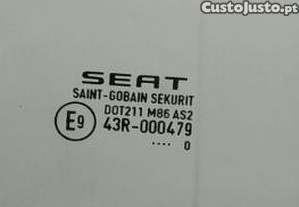 CustoJusto.pt
SEAT
SAINT-GOBAIN SEKURIT
DOT211 M86 AS2
E9 43R-000479
.... 0